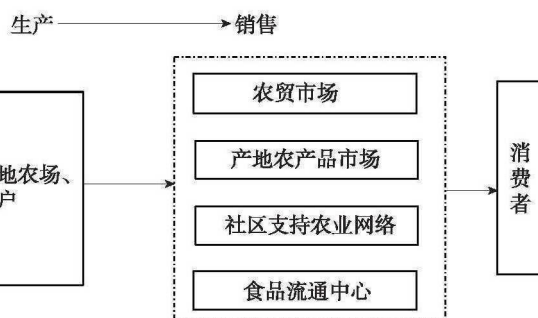 生产 销售
农贸市场
产地农产品市场
地农场、
户
社区支持农业网络
食品流通中心
消
费
者